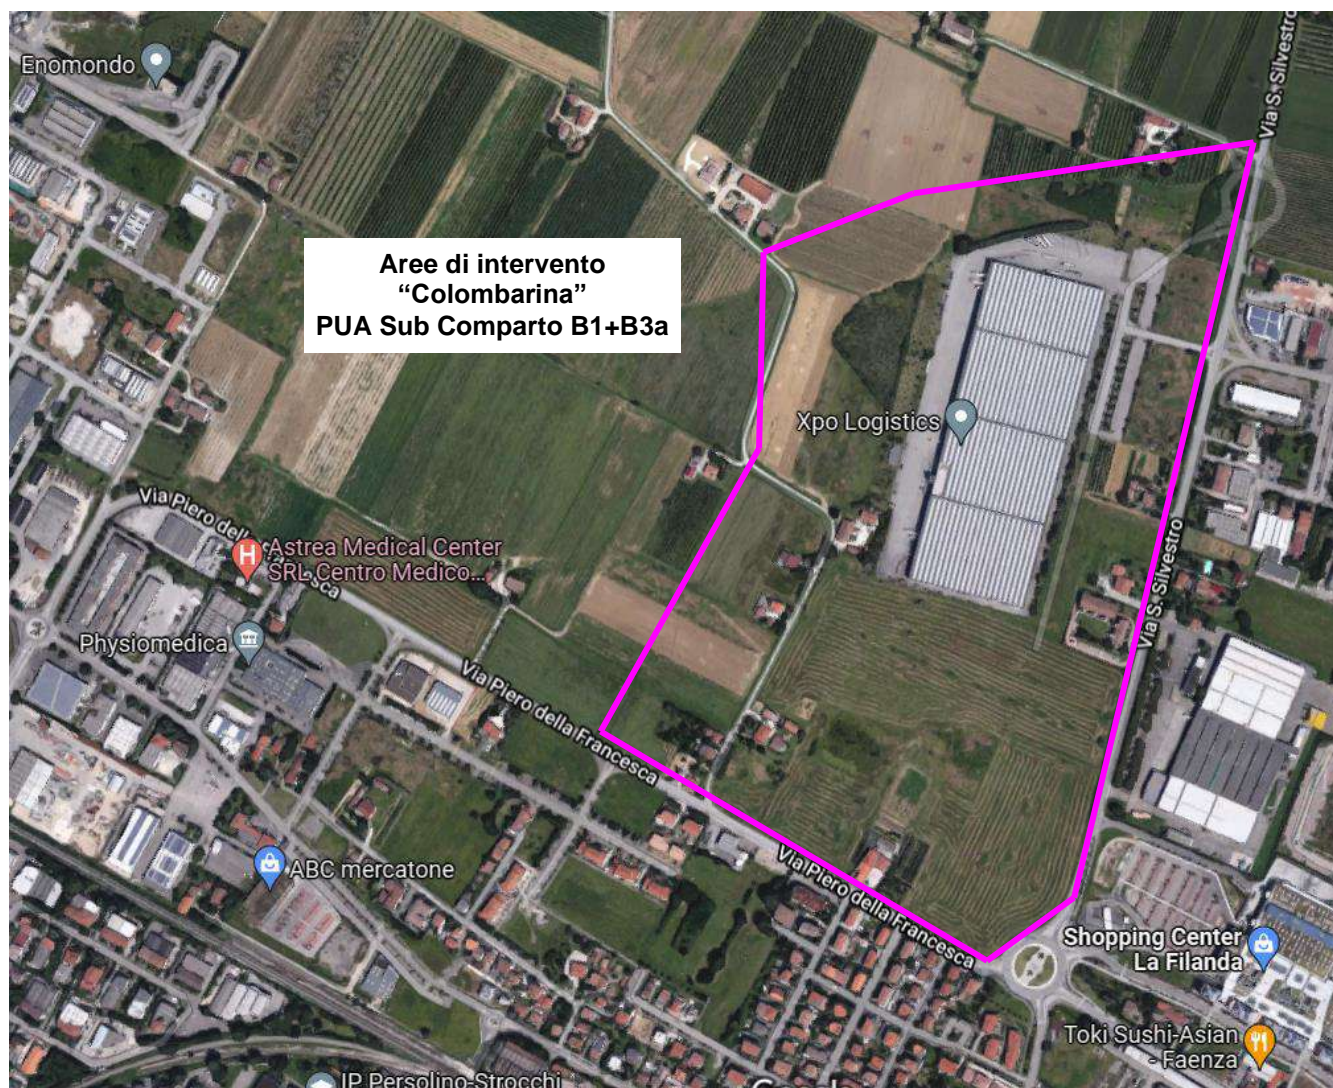 Via S. Silvestro
Enomondo
Aree di intervento
“Colombarina”
PUA Sub Comparto B1+B3a
Xpo Logistics
Via Piero della Francesca
Astrea Medical Center
SRL Centro Medico...
Via S. Silvestro
Physiomedica
Via Piero della Francesca
ABC mercatone
Via Piero della Francesca
Shopping Center
La Filanda
Toki Sushi-Asian
- Faenza
IP Persolino-Strocchi